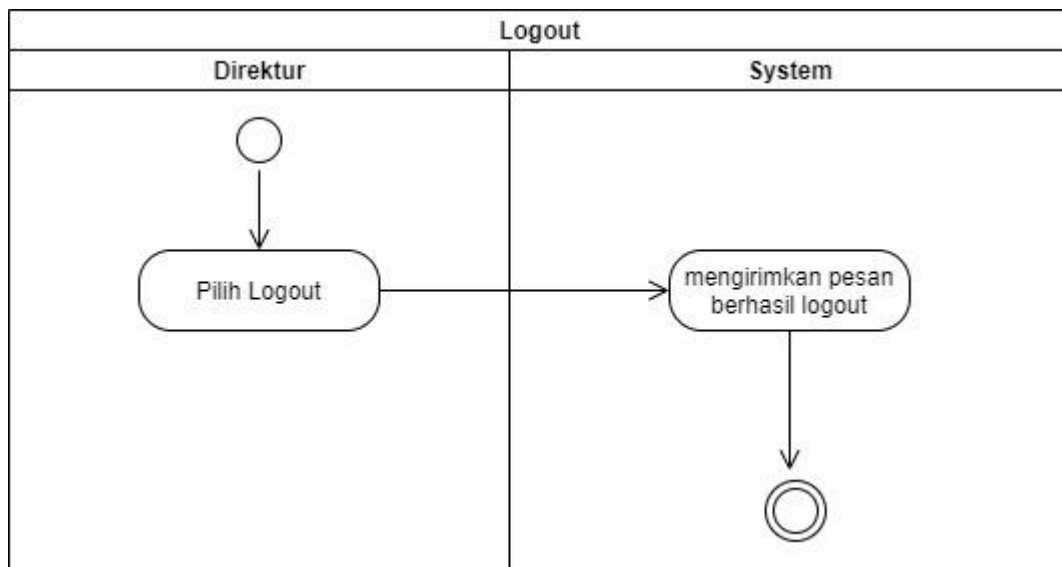 Logout
Direktur
System
Pilih Logout
mengirimkan pesan
berhasil logout